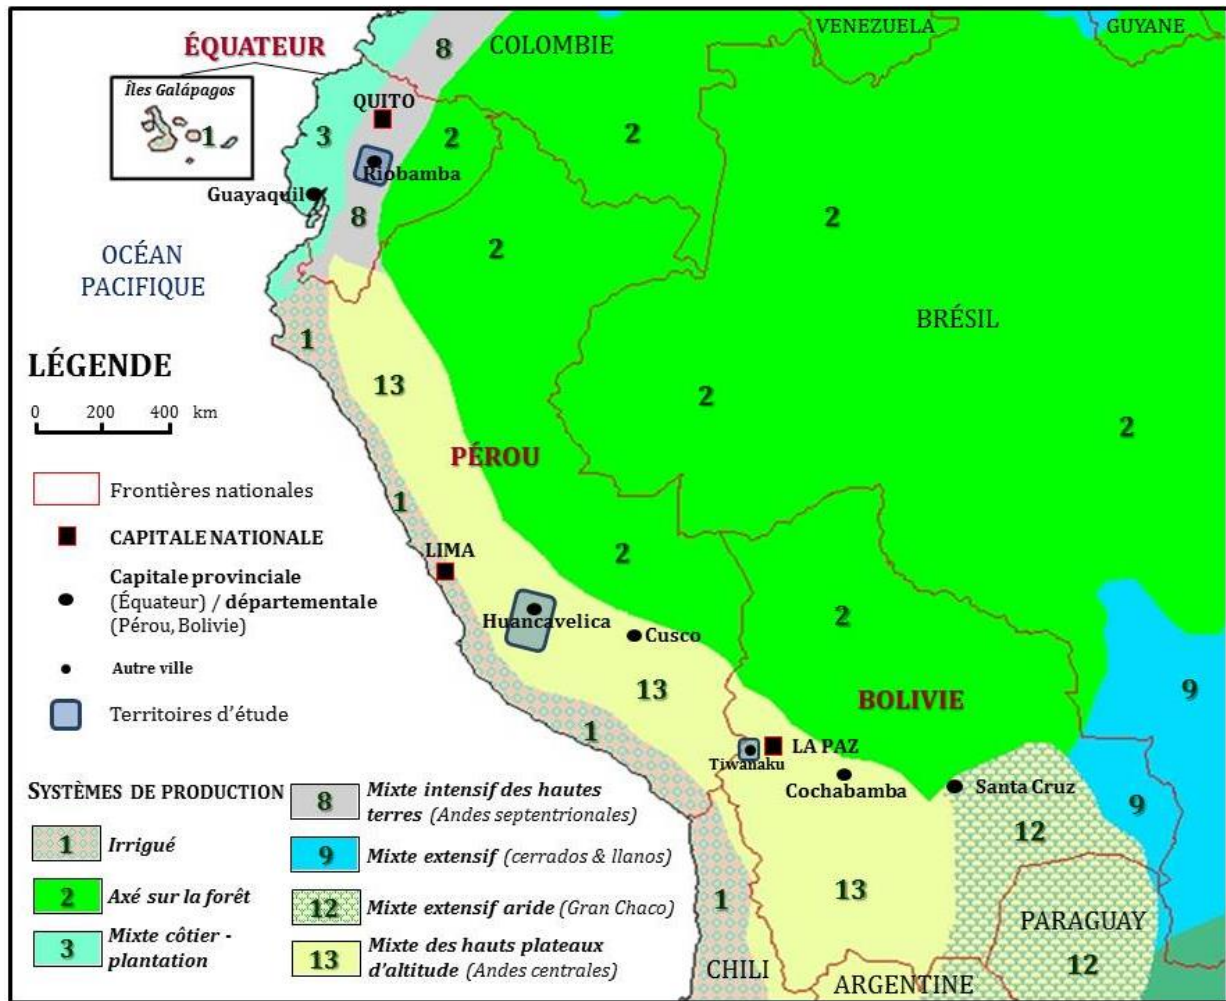 ÉQUATEUR
8
COLOMBIE
VENEZUELA
GUYANE
Îles Galápagos
1
QUITO
3
2
2
Riobamba
Guayaquil
8
2
2
OCÉAN
PACIFIQUE
BRÉSIL
1
13
2
2
PÉROU
1
LIMA
2
Huancavelica
Cusco
2
13
BOLIVIE
9
1
LA PAZ
Tiwanaku
Cochabamba
Santa Cruz
9
12
13
1
PARAGUAY
12
CHILI
ARGENTINE
LÉGENDE
0 200 400 km
Frontières nationales
CAPITALE NATIONALE
Capitale provinciale
(Équateur) / départementale
(Pérou, Bolivie)
Autre ville
Territoires d'étude
SYSTÈMES DE PRODUCTION
1 Irrigué
2 Axé sur la forêt
3 Mixte côtier -
plantation
8 Mixte intensif des hautes
terres (Andes septentrionales)
9 Mixte extensif (cerrados & llanos)
12 Mixte extensif aride (Gran Chaco)
13 Mixte des hauts plateaux
d'altitude (Andes centrales)